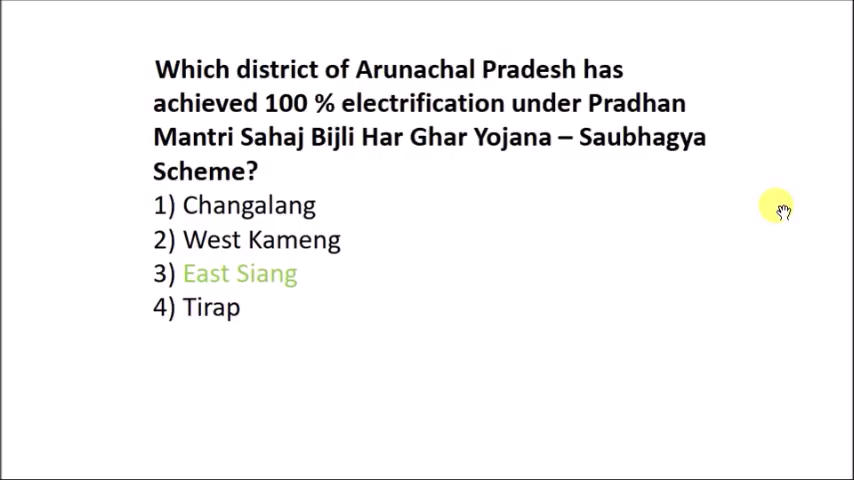 Which district of Arunachal Pradesh has
achieved 100 % electrification under Pradhan
Mantri Sahaj Bijli Har Ghar Yojana – Saubhagya
Scheme?
1) Changalang
2) West Kameng
3) East Siang
4) Tirap